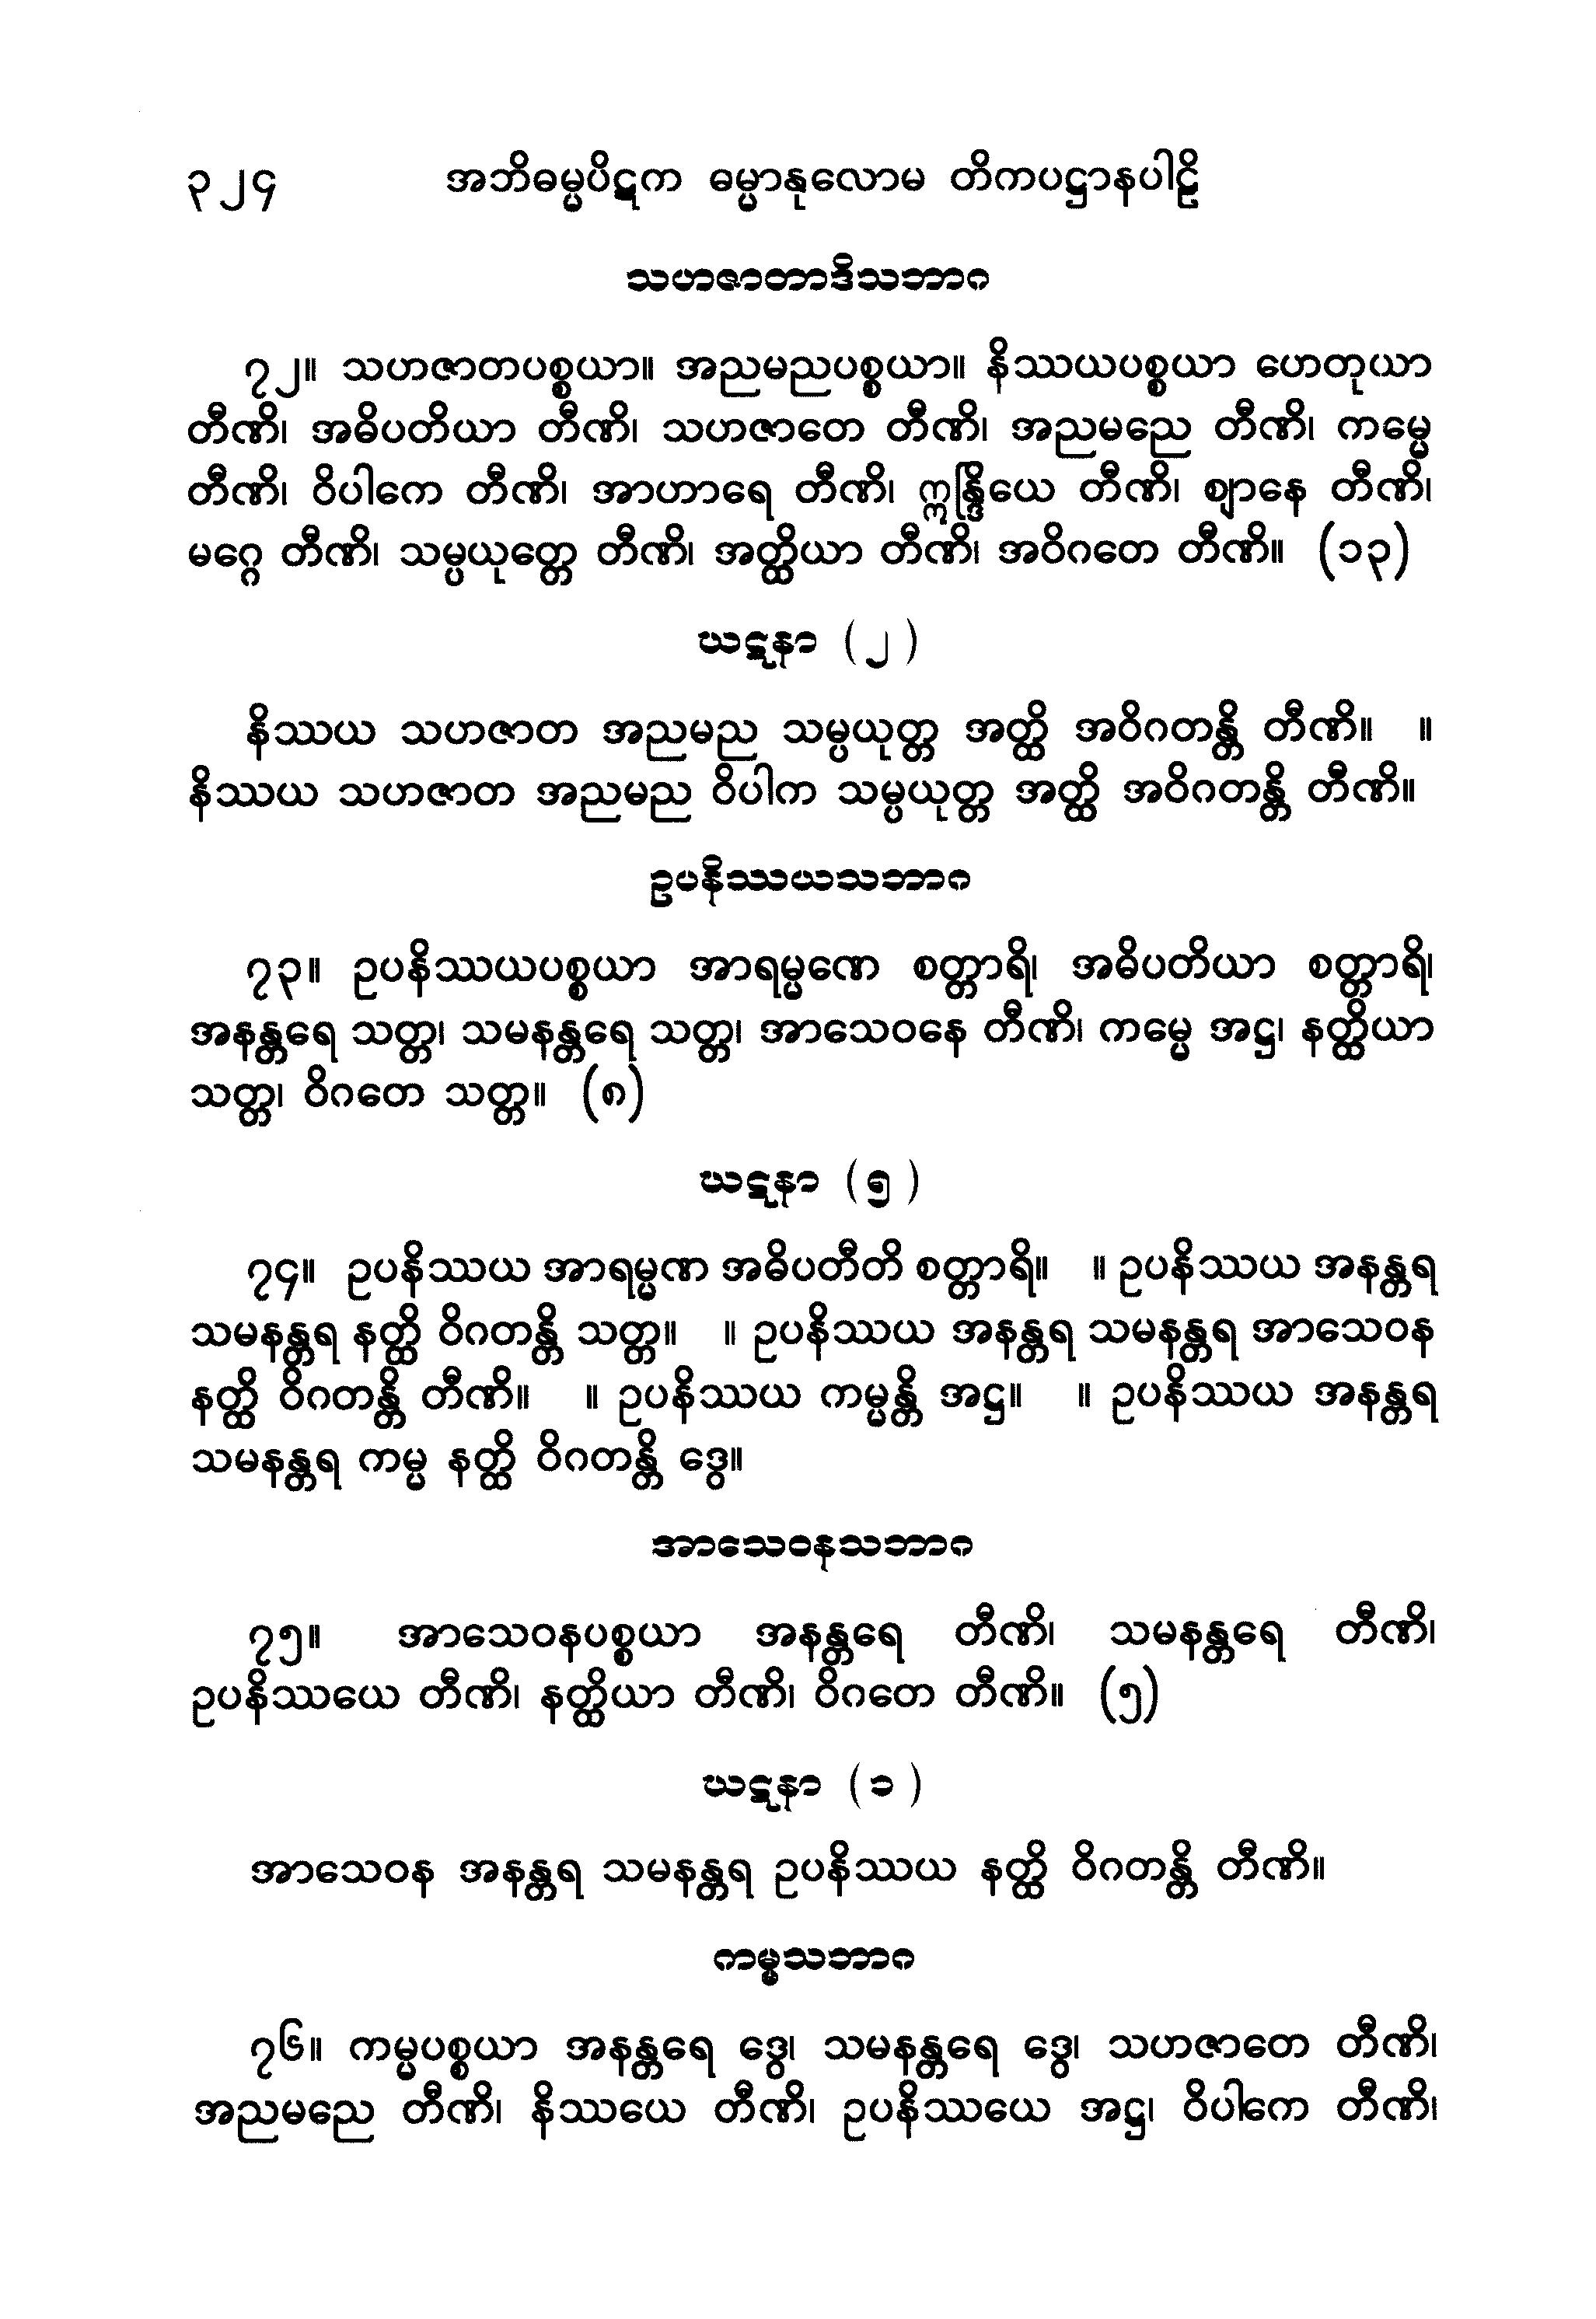 ၃၂၄ အဘိဓမ္မပိဋက ဓမ္မာနုလောမ တိကပဋ္ဌာနပါဠိ
သဟဇာတာဒိသဘာဂ
၇၂။ သဟဇာတပစ္စယာ။ အညမညပစ္စယာ။ နိဿယပစ္စယာ ဟေတုယာ
တီဏိ၊ အဓိပတိယာ တီဏိ၊ သဟဇာတေ တီဏိ၊ အညမညေ တီဏိ၊ ကမ္မေ
တီဏိ၊ ဝိပါကေ တီဏိ၊ အာဟာရေ တီဏိ၊ ဣန္ဒြိယေ တီဏိ၊ ဈာနေ တီဏိ၊
မဂ္ဂေ တီဏိ၊ သမ္ပယုတ္တေ တီဏိ၊ အတ္ထိယာ တီဏိ၊ အဝိဂတေ တီဏိ။ (၁၃)
ဃဋနာ (၂)
နိဿယ သဟဇာတ အညမည သမ္ပယုတ္တ အတ္ထိ အဝိဂတန္တိ တီဏိ။ ။
နိဿယ သဟဇာတ အညမည ဝိပါက သမ္ပယုတ္တ အတ္ထိ အဝိဂတန္တိ တီဏိ။
ဥပနိဿယသဘာဂ
၇၃။ ဥပနိဿယပစ္စယာ အာရမ္မဏေ စတ္တာရိ၊ အဓိပတိယာ စတ္တာရိ၊
အနန္တရေ သတ္တ၊ သမနန္တရေ သတ္တ၊ အာသေဝနေ တီဏိ၊ ကမ္မေ အဋ္ဌ၊ နတ္ထိယာ
သတ္တ၊ ဝိဂတေ သတ္တ။ (၈)
ဃဋနာ (၅)
၇၄။ ဥပနိဿယ အာရမ္မဏ အဓိပတီတိ စတ္တာရိ။ ။ ဥပနိဿယ အနန္တရ
သမနန္တရ နတ္ထိ ဝိဂတန္တိ သတ္တ။ ။ ဥပနိဿယ အနန္တရ သမနန္တရ အာသေဝန
နတ္ထိ ဝိဂတန္တိ တီဏိ။ ။ ဥပနိဿယ ကမ္မန္တိ အဋ္ဌ။ ။ ဥပနိဿယ အနန္တရ
သမနန္တရ ကမ္မ နတ္ထိ ဝိဂတန္တိ ဒွေ။
အာသေဝနသဘာဂ
၇၅။ အာသေဝနပစ္စယာ အနန္တရေ တီဏိ၊ သမနန္တရေ တီဏိ၊
ဥပနိဿယေ တီဏိ၊ နတ္ထိယာ တီဏိ၊ ဝိဂတေ တီဏိ။ (၅)
ဃဋနာ (၁)
အာသေဝန အနန္တရ သမနန္တရ ဥပနိဿယ နတ္ထိ ဝိဂတန္တိ တီဏိ။
ကမ္မသဘာဂ
၇၆။ ကမ္မပစ္စယာ အနန္တရေ ဒွေ၊ သမနန္တရေ ဒွေ၊ သဟဇာတေ တီဏိ၊
အညမညေ တီဏိ၊ နိဿယေ တီဏိ၊ ဥပနိဿယေ အဋ္ဌ၊ ဝိပါကေ တီဏိ၊